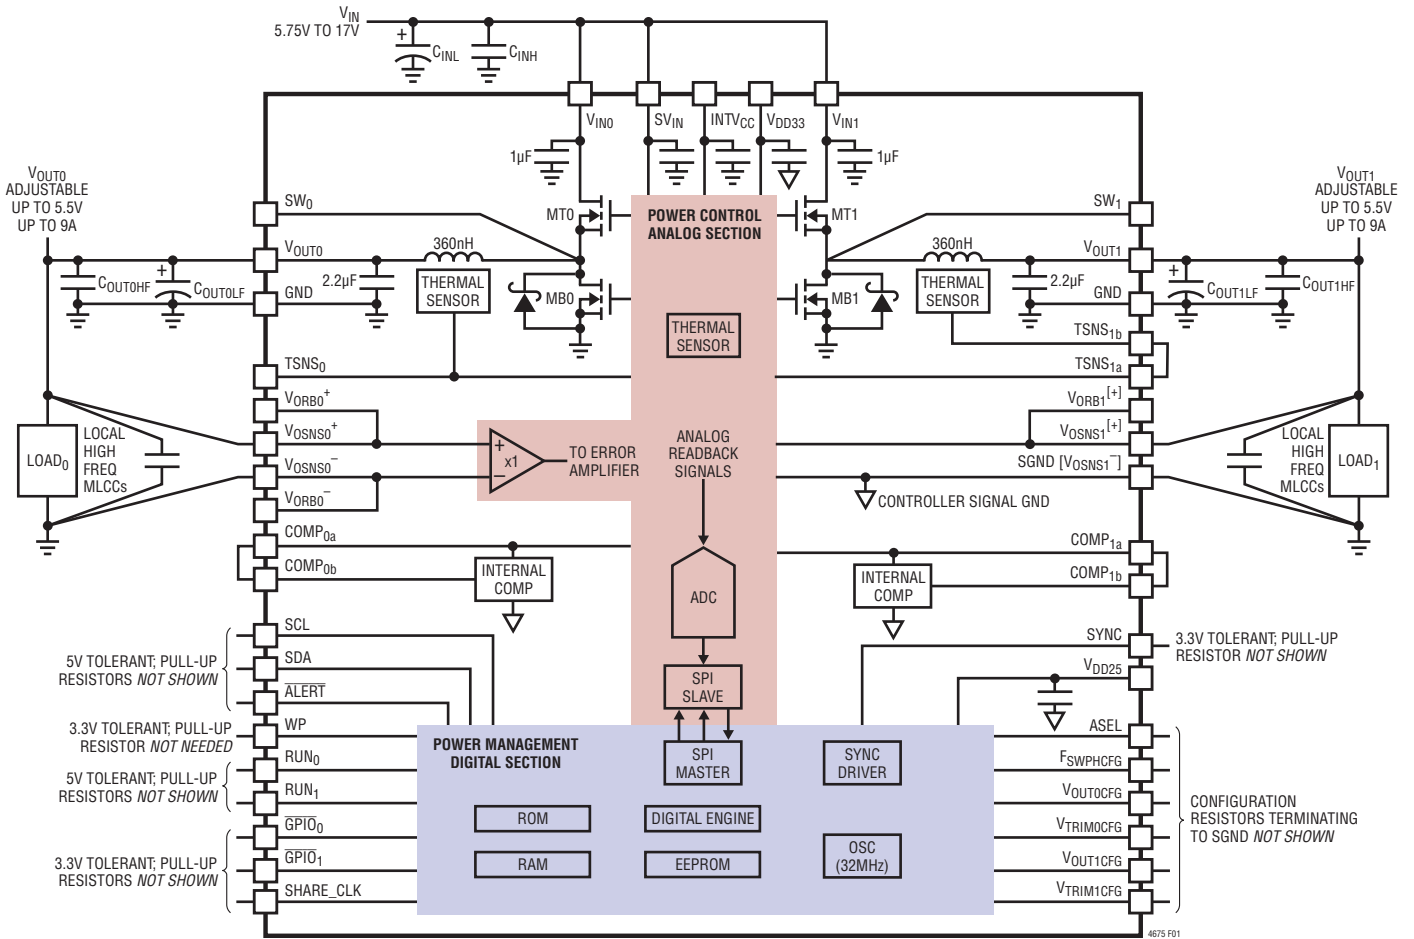 VIN
5.75V TO 17V
+
CINL
CINH
VIN0
SVIN
INTVCC
VDD33
VIN1
1µF
1µF
VOUT0
ADJUSTABLE
UP TO 5.5V
UP TO 9A
VOUT1
ADJUSTABLE
UP TO 5.5V
UP TO 9A
SW0
MT0
POWER CONTROL
ANALOG SECTION
MT1
SW1
VOUT0
360nH
360nH
VOUT1
COUT0HF
+
COUT0LF
GND
2.2µF
THERMAL
SENSOR
MB0
MB1
THERMAL
SENSOR
2.2µF
GND
+
COUT1LF
COUT1HF
THERMAL
SENSOR
TSNS1b
TSNS0
TSNS1a
VORB0+
VORB1[+]
VOSNS0+
VOSNS1[+]
LOAD0
LOCAL
HIGH
FREQ
MLCCs
+
x1
−
TO ERROR
AMPLIFIER
ANALOG
READBACK
SIGNALS
LOCAL
HIGH
FREQ
MLCCs
LOAD1
VOSNS0−
SGND [VOSNS1−]
VORB0−
CONTROLLER SIGNAL GND
COMP0a
COMP1a
COMP0b
INTERNAL
COMP
INTERNAL
COMP
COMP1b
ADC
SCL
SYNC
3.3V TOLERANT; PULL-UP
RESISTOR NOT SHOWN
5V TOLERANT; PULL-UP
RESISTORS NOT SHOWN
SDA
SPI
SLAVE
VDD25
ALERT
3.3V TOLERANT; PULL-UP
RESISTOR NOT NEEDED
WP
ASEL
POWER MANAGEMENT
DIGITAL SECTION
SPI
MASTER
SYNC
DRIVER
5V TOLERANT; PULL-UP
RESISTORS NOT SHOWN
RUN0
FSWPHCFG
RUN1
VOUT0CFG
ROM
DIGITAL ENGINE
CONFIGURATION
RESISTORS TERMINATING
TO SGND NOT SHOWN
GPIO0
VTRIM0CFG
3.3V TOLERANT; PULL-UP
RESISTORS NOT SHOWN
GPIO1
RAM
EEPROM
OSC
(32MHz)
VOUT1CFG
SHARE_CLK
VTRIM1CFG
4675 F01